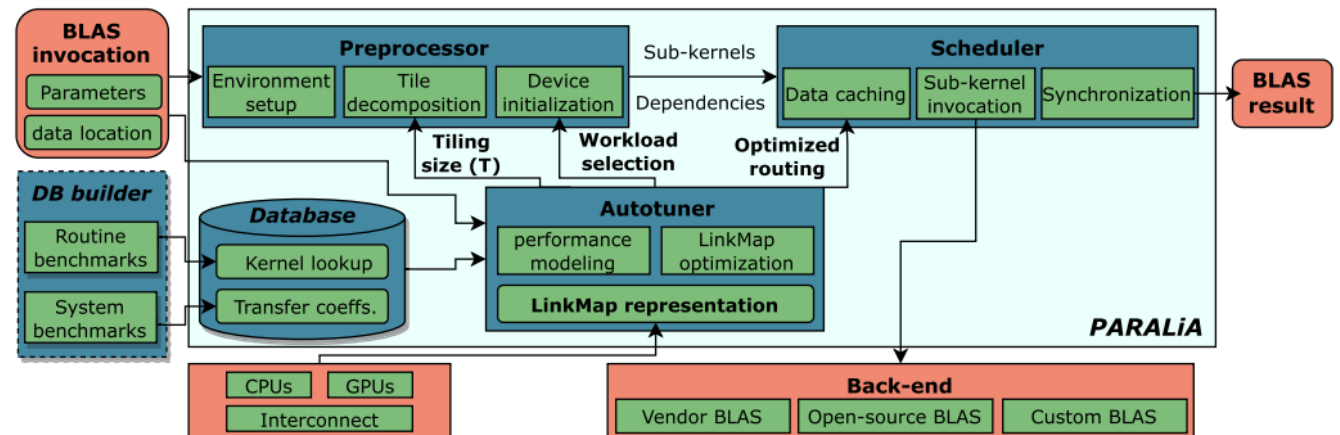 BLAS
invocation
Parameters
data location
Preprocessor
Environment
setup
Tile
decomposition
Device
initialization
Sub-kernels
Dependencies
Scheduler
Data caching
Sub-kernel
invocation
Synchronization
BLAS
result
Tiling
size (T)
Workload
selection
Optimized
routing
DB builder
Routine
benchmarks
System
benchmarks
Database
Kernel lookup
Transfer coeffs.
Autotuner
performance
modeling
LinkMap
optimization
LinkMap representation
PARALiA
CPUs
GPUs
Interconnect
Back-end
Vendor BLAS
Open-source BLAS
Custom BLAS